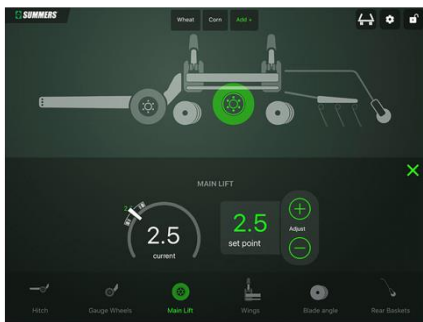 SUMMERS
Wheat Corn Add >
MAIN LIFT
2.5
current
2.5
set point
Adjust
Hitch Gauge Wheels Main Lift Wings Blade angle Rear Baskets